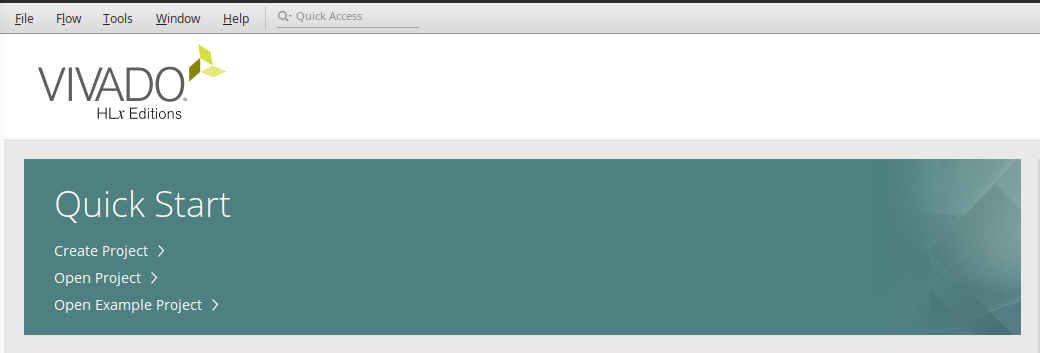 File Flow Tools Window Help Quick Access
VIVADO®
HLx Editions
Quick Start
Create Project
Open Project
Open Example Project